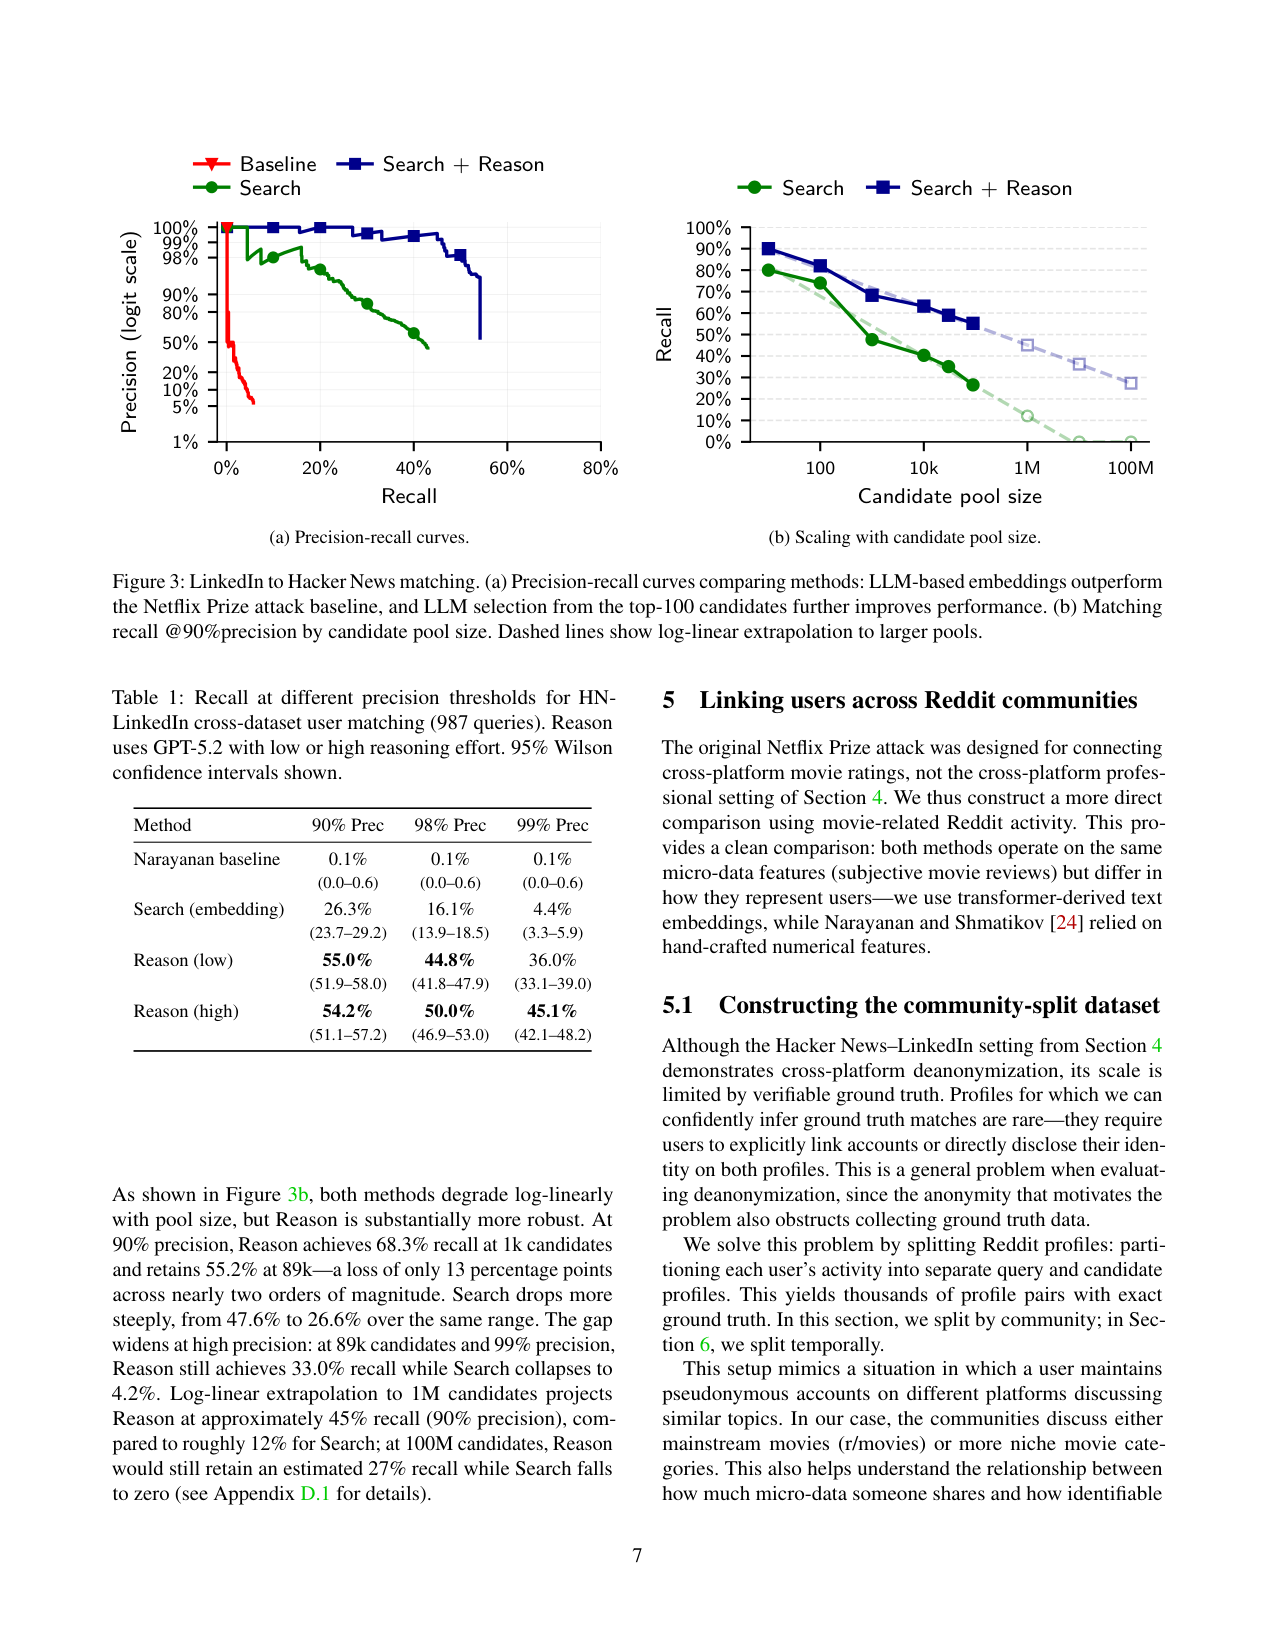 Baseline
Search + Reason
Search
Precision (logit scale)
100%
99%
98%
90%
80%
50%
20%
10%
5%
1%
0%
20%
40%
60%
80%
Recall
(a) Precision-recall curves.
Search
Search + Reason
Recall
100%
90%
80%
70%
60%
50%
40%
30%
20%
10%
0%
100
10k
1M
100M
Candidate pool size
(b) Scaling with candidate pool size.
Figure 3: LinkedIn to Hacker News matching. (a) Precision-recall curves comparing methods: LLM-based embeddings outperform
the Netflix Prize attack baseline, and LLM selection from the top-100 candidates further improves performance. (b) Matching
recall @90%precision by candidate pool size. Dashed lines show log-linear extrapolation to larger pools.
Table 1: Recall at different precision thresholds for HN-
LinkedIn cross-dataset user matching (987 queries). Reason
uses GPT-5.2 with low or high reasoning effort. 95% Wilson
confidence intervals shown.
Method 90% Prec 98% Prec 99% Prec
Narayanan baseline 0.1% 0.1% 0.1%
(0.0–0.6) (0.0–0.6) (0.0–0.6)
Search (embedding) 26.3% 16.1% 4.4%
(23.7–29.2) (13.9–18.5) (3.3–5.9)
Reason (low) 55.0% 44.8% 36.0%
(51.9–58.0) (41.8–47.9) (33.1–39.0)
Reason (high) 54.2% 50.0% 45.1%
(51.1–57.2) (46.9–53.0) (42.1–48.2)
As shown in Figure 3b, both methods degrade log-linearly
with pool size, but Reason is substantially more robust. At
90% precision, Reason achieves 68.3% recall at 1k candidates
and retains 55.2% at 89k—a loss of only 13 percentage points
across nearly two orders of magnitude. Search drops more
steeply, from 47.6% to 26.6% over the same range. The gap
widens at high precision: at 89k candidates and 99% precision,
Reason still achieves 33.0% recall while Search collapses to
4.2%. Log-linear extrapolation to 1M candidates projects
Reason at approximately 45% recall (90% precision), com-
pared to roughly 12% for Search; at 100M candidates, Reason
would still retain an estimated 27% recall while Search falls
to zero (see Appendix D.1 for details).
5 Linking users across Reddit communities
The original Netflix Prize attack was designed for connecting
cross-platform movie ratings, not the cross-platform profes-
sional setting of Section 4. We thus construct a more direct
comparison using movie-related Reddit activity. This pro-
vides a clean comparison: both methods operate on the same
micro-data features (subjective movie reviews) but differ in
how they represent users—we use transformer-derived text
embeddings, while Narayanan and Shmatikov [24] relied on
hand-crafted numerical features.
5.1 Constructing the community-split dataset
Although the Hacker News–LinkedIn setting from Section 4
demonstrates cross-platform deanonymization, its scale is
limited by verifiable ground truth. Profiles for which we can
confidently infer ground truth matches are rare—they require
users to explicitly link accounts or directly disclose their iden-
tity on both profiles. This is a general problem when evaluat-
ing deanonymization, since the anonymity that motivates the
problem also obstructs collecting ground truth data.
We solve this problem by splitting Reddit profiles: parti-
tioning each user's activity into separate query and candidate
profiles. This yields thousands of profile pairs with exact
ground truth. In this section, we split by community; in Sec-
tion 6, we split temporally.
This setup mimics a situation in which a user maintains
pseudonymous accounts on different platforms discussing
similar topics. In our case, the communities discuss either
mainstream movies (r/movies) or more niche movie cate-
gories. This also helps understand the relationship between
how much micro-data someone shares and how identifiable
7